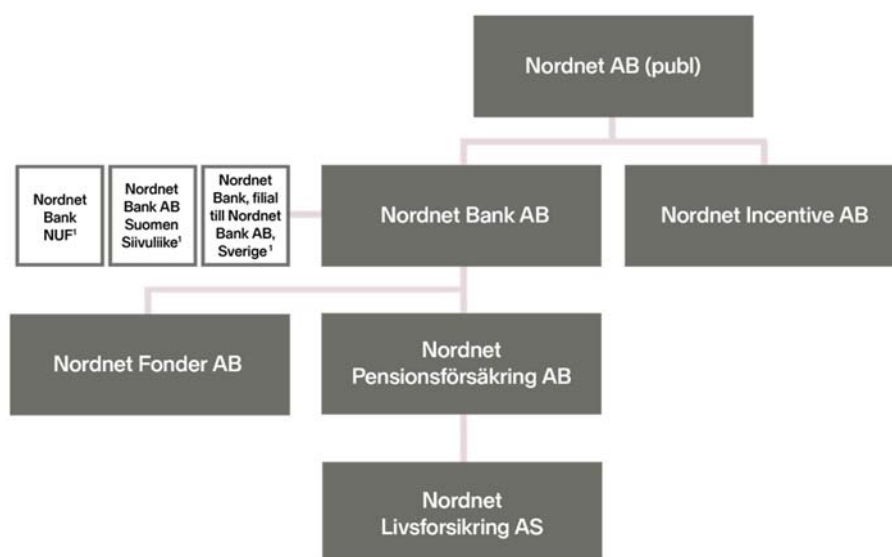 Nordnet AB (publ)
Nordnet
Bank
NUF¹
Nordnet
Bank AB
Suomen
Siivuliike¹
Nordnet
Bank, filial
till Nordnet
Bank AB,
Sverige¹
Nordnet Bank AB
Nordnet Incentive AB
Nordnet Fonder AB
Nordnet
Pensionsförsäkring AB
Nordnet
Livsforsikring AS